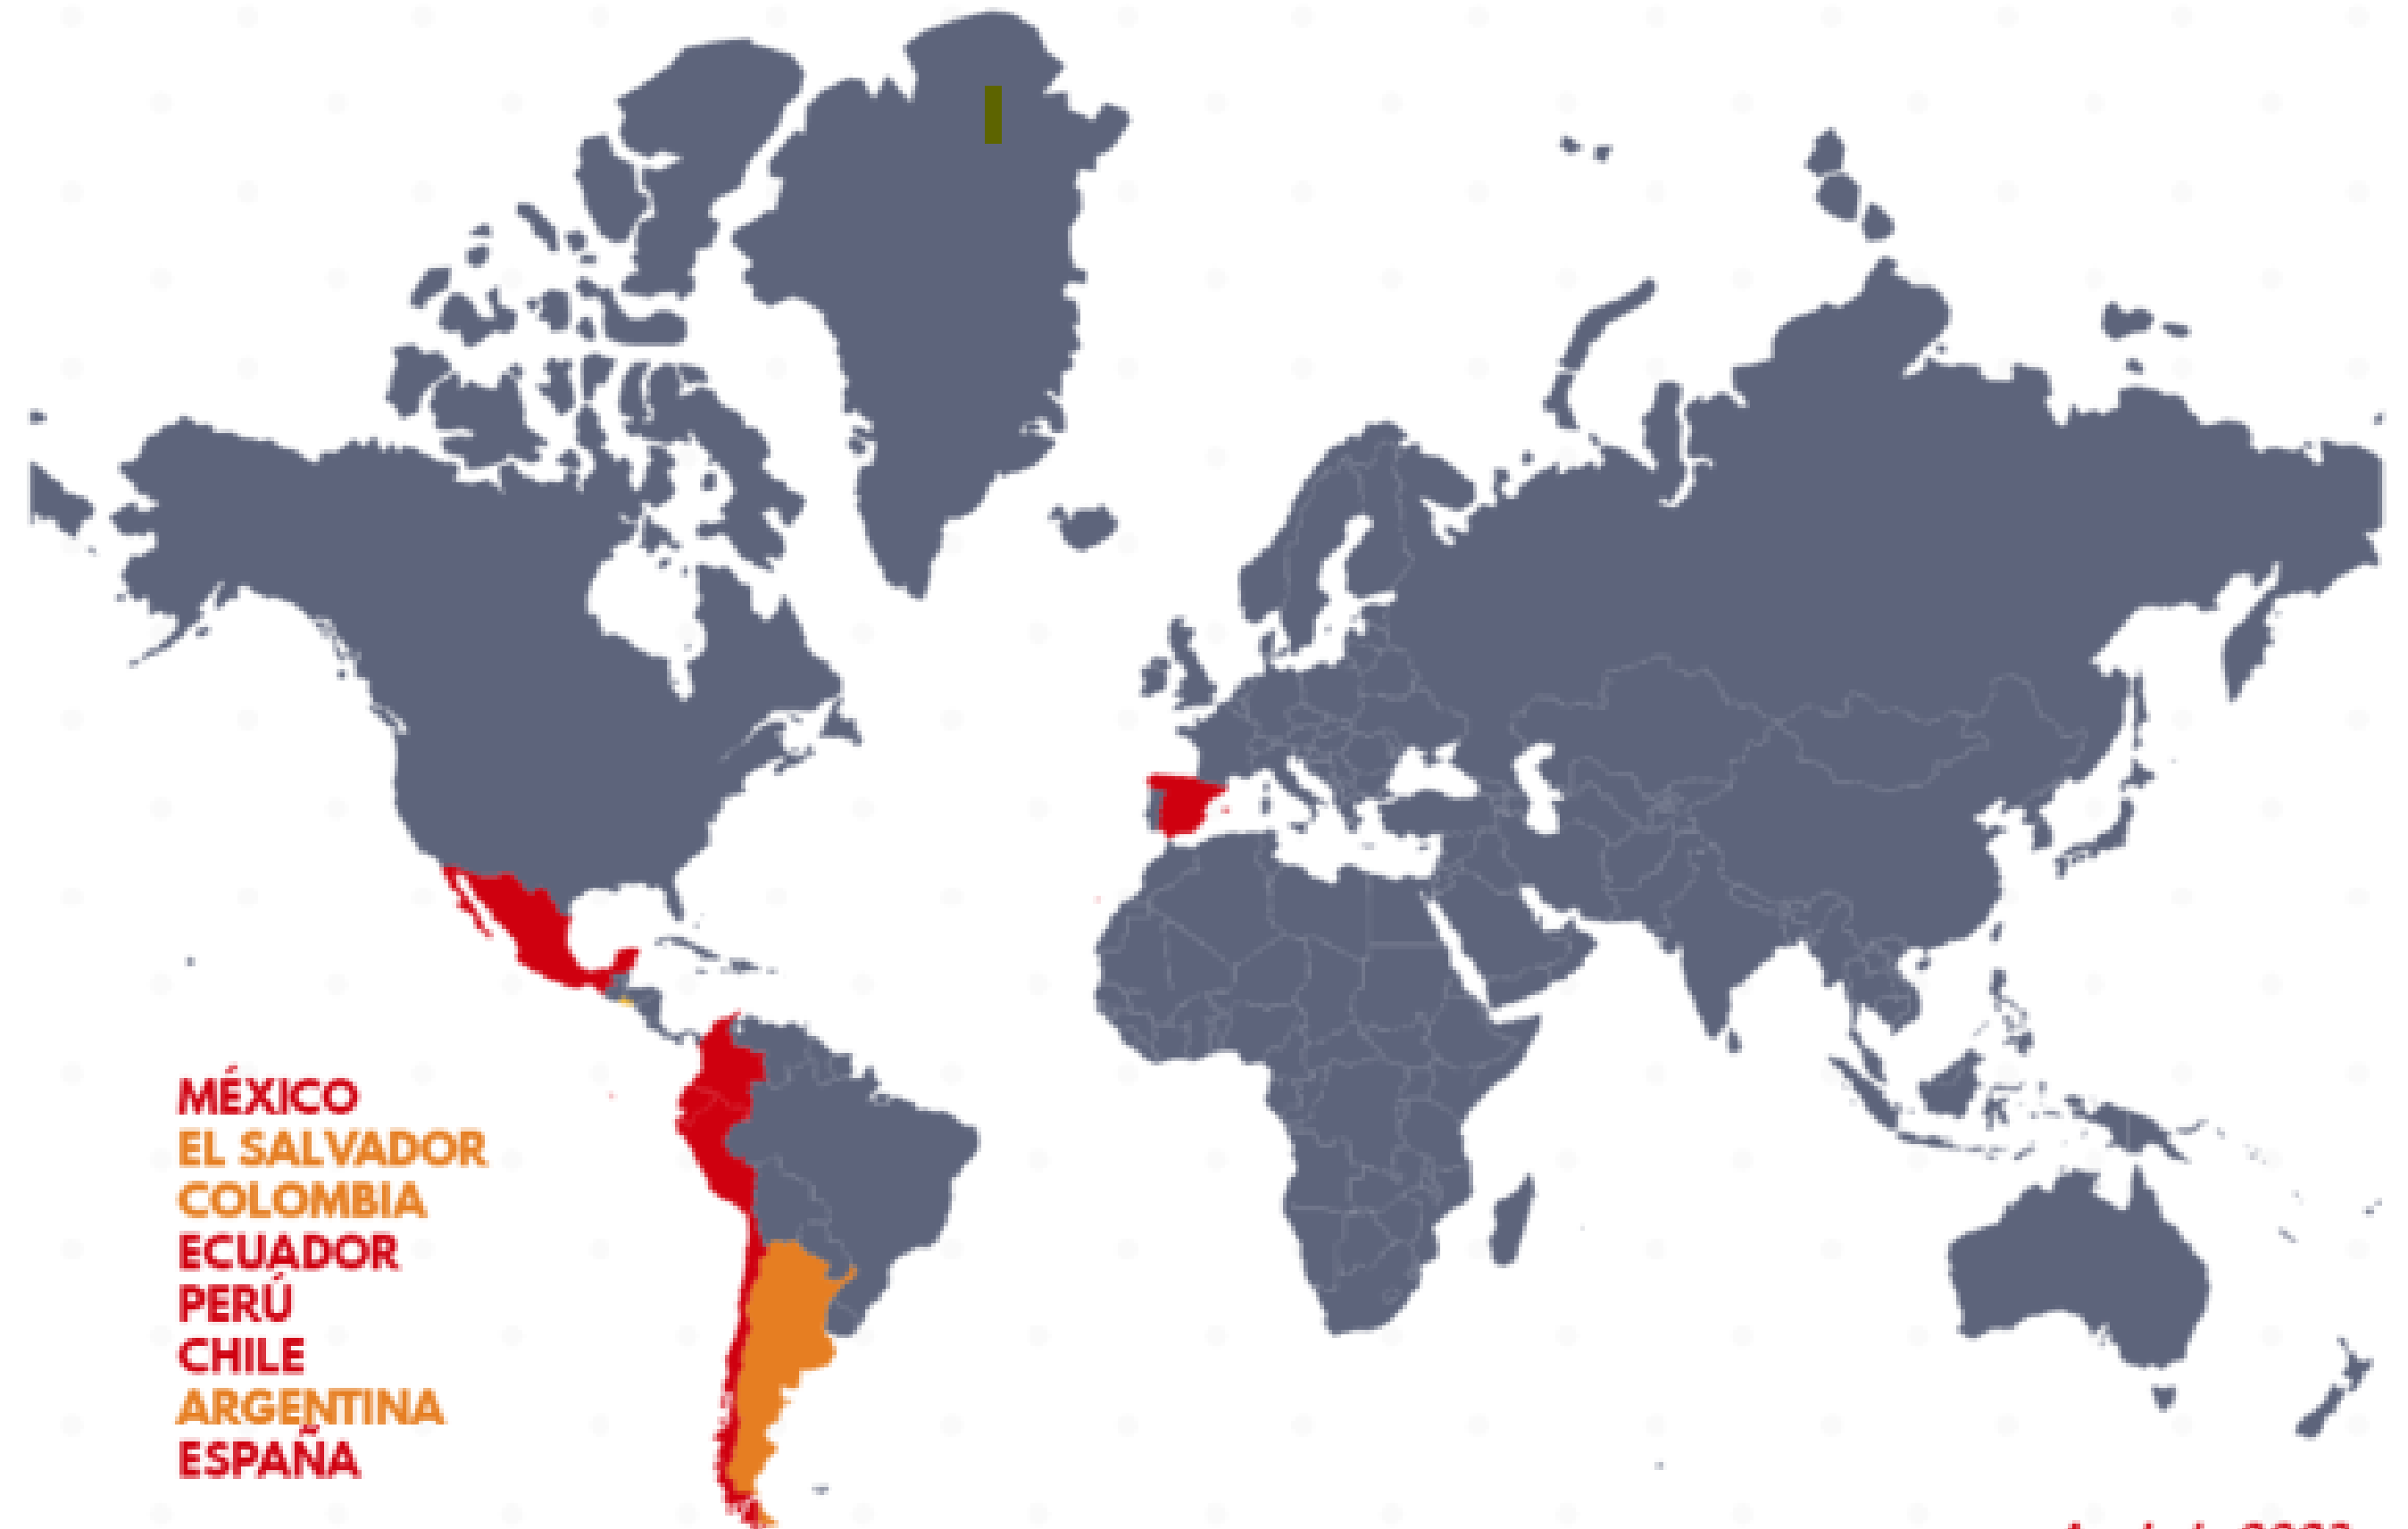 MÉXICO
EL SALVADOR
COLOMBIA
ECUADOR
PERÚ
CHILE
ARGENTINA
ESPAÑA